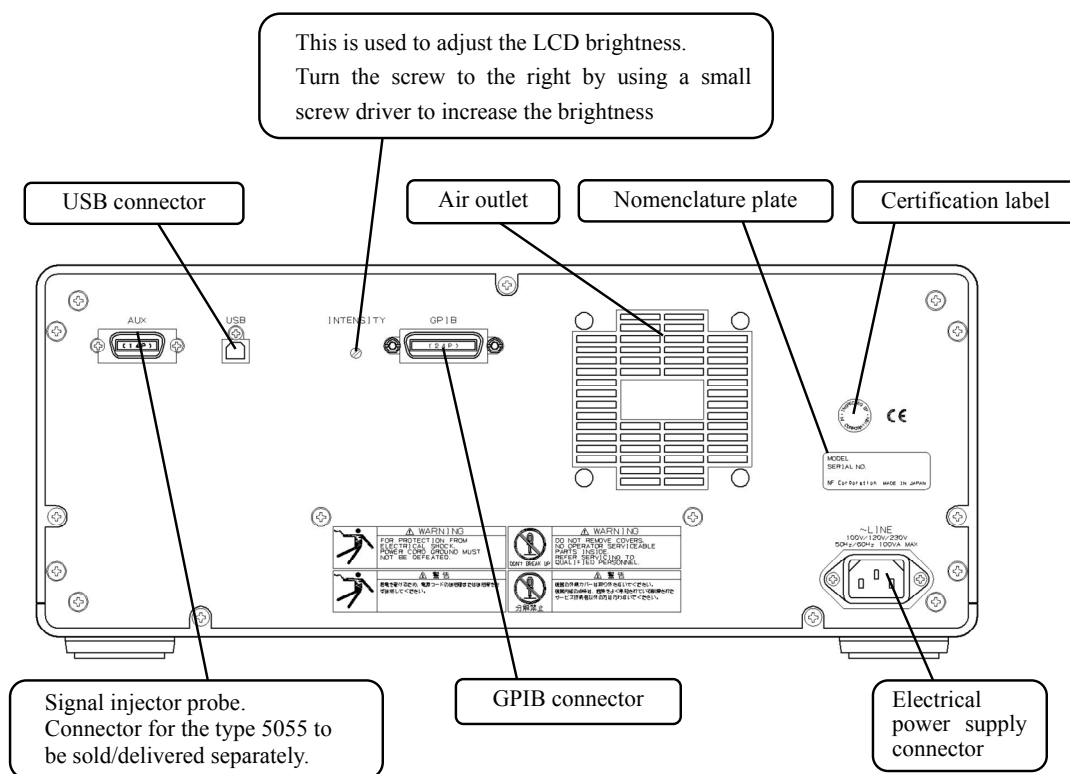 This is used to adjust the LCD brightness.
Turn the screw to the right by using a small
screw driver to increase the brightness
USB connector
Air outlet
Nomenclature plate
Certification label
AUX
USB
INTENSITY
GPIB
(14P)
(24P)
CE
MODEL
SERIAL NO.
NF Corporation MADE IN JAPAN
⚠ WARNING
FOR PROTECTION FROM
ELECTRICAL SHOCK,
POWER CORD GROUND MUST
NOT BE DEFEATED.
DON'T BREAK UP
⚠ WARNING
DO NOT REMOVE COVERS.
NO OPERATOR SERVICEABLE
PARTS INSIDE.
REFER SERVICING TO
QUALIFIED PERSONNEL.
⚠ 警告
分解禁止
⚠ 警告
~LINE
100V/120V/230V
50Hz/60Hz 100VA MAX
Signal injector probe.
Connector for the type 5055 to
be sold/delivered separately.
GPIB connector
Electrical
power supply
connector